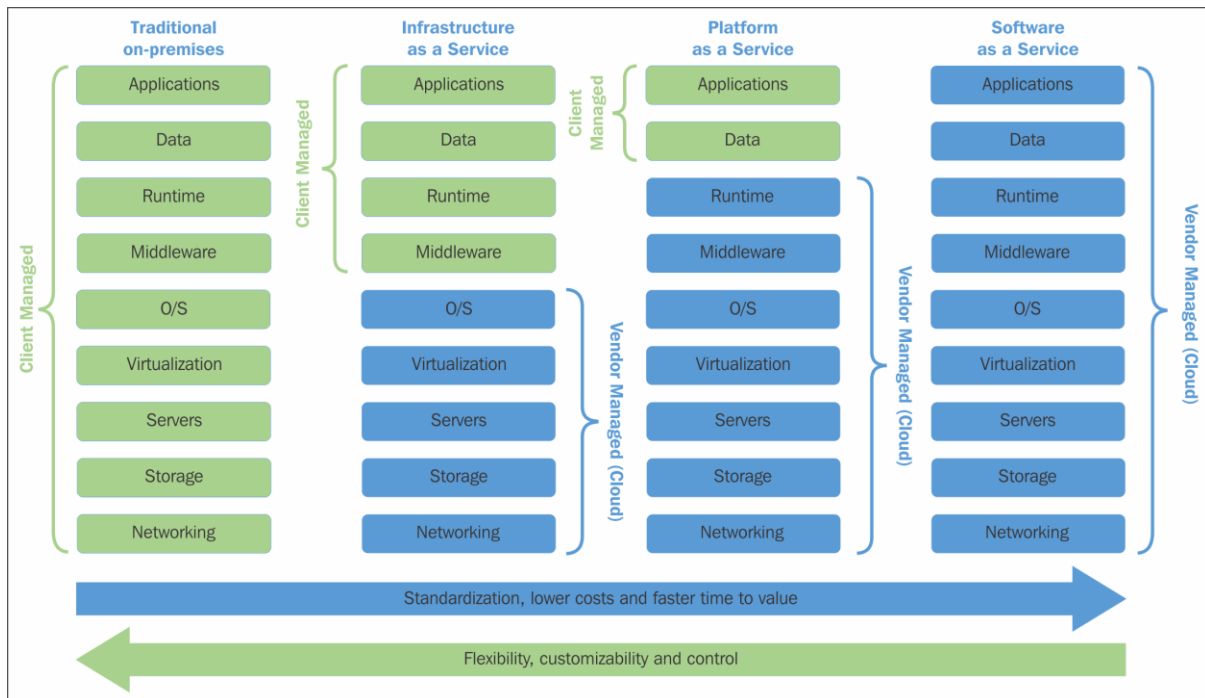 Traditional
on-premises
Infrastructure
as a Service
Platform
as a Service
Software
as a Service
Client Managed
Applications
Data
Runtime
Middleware
O/S
Virtualization
Servers
Storage
Networking
Client Managed
Applications
Data
Runtime
Middleware
O/S
Virtualization
Servers
Storage
Networking
Vendor Managed (Cloud)
Client
Managed
Applications
Data
Runtime
Middleware
O/S
Virtualization
Servers
Storage
Networking
Vendor Managed (Cloud)
Applications
Data
Runtime
Middleware
O/S
Virtualization
Servers
Storage
Networking
Vendor Managed (Cloud)
Standardization, lower costs and faster time to value
Flexibility, customizability and control